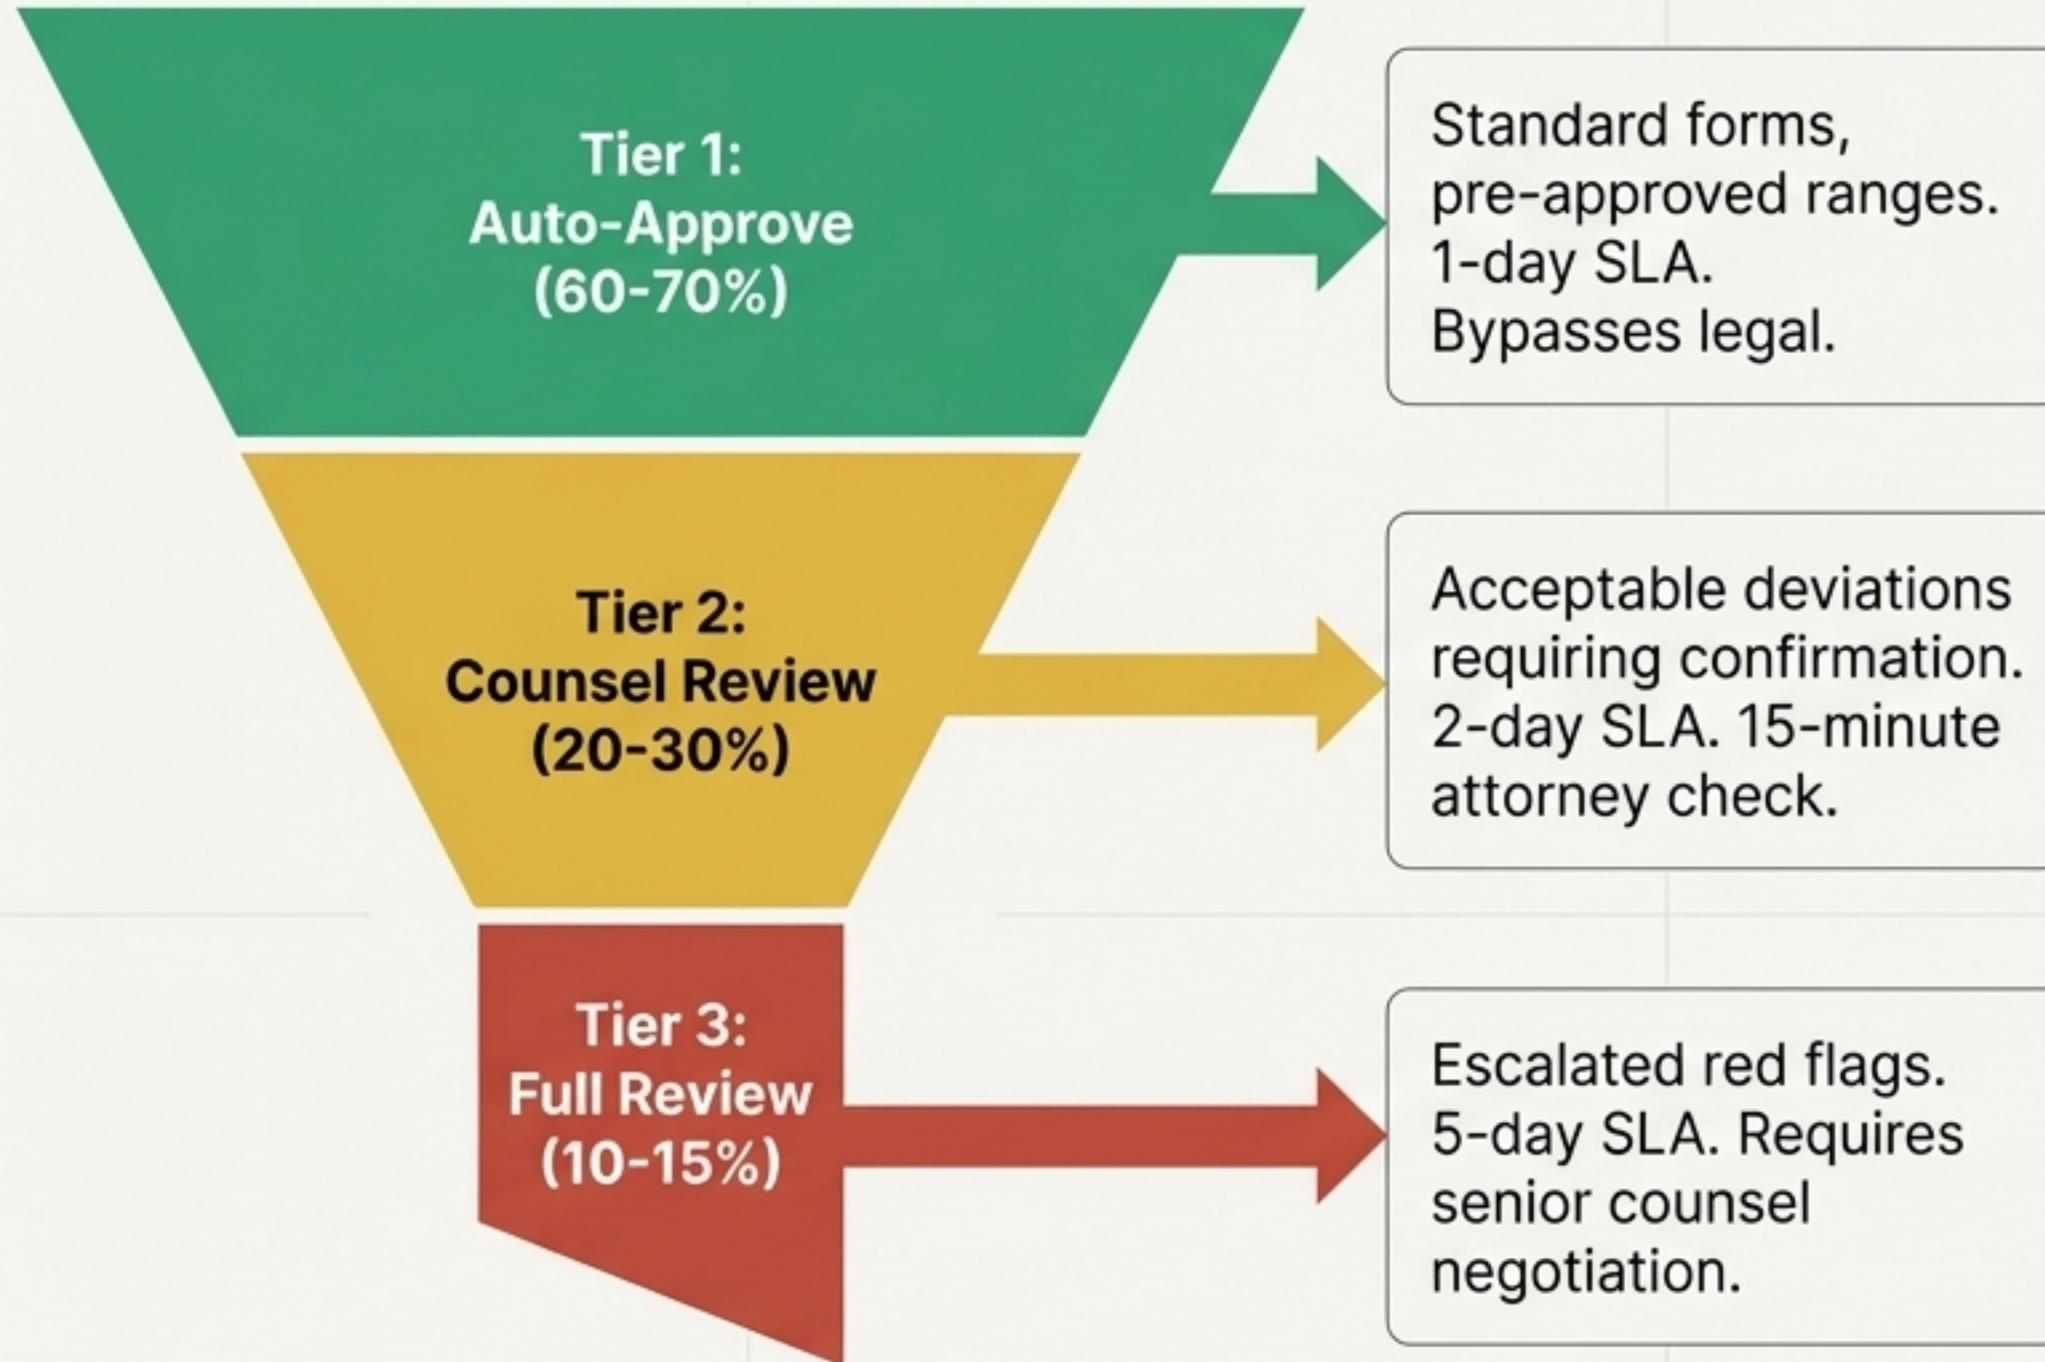 Tier 1:
Auto-Approve
(60-70%)
Standard forms,
pre-approved ranges.
1-day SLA.
Bypasses legal.
Tier 2:
Counsel Review
(20-30%)
Acceptable deviations
requiring confirmation.
2-day SLA. 15-minute
attorney check.
Tier 3:
Full Review
(10-15%)
Escalated red flags.
5-day SLA. Requires
senior counsel
negotiation.